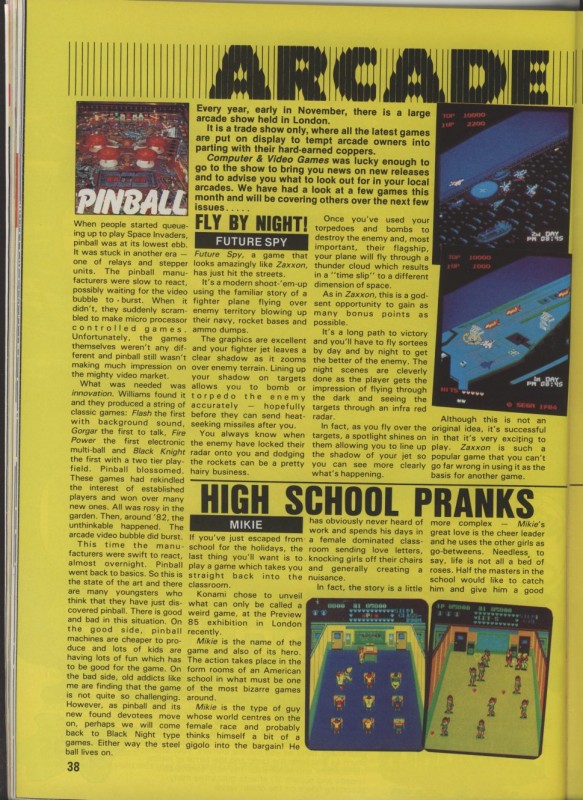 ARCADE
Every year, early in November, there is a large
arcade show held in London.
It is a trade show only, where all the latest games
are put on display to tempt arcade owners into
parting with their hard-earned coppers.
Computer & Video Games was lucky enough to
go to the show to bring you news on new releases
and to advise you what to look out for in your local
arcades. We have had a look at a few games this
month and will be covering others over the next few
issues.....
PINBALL
When people started queue-
ing up to play Space Invaders,
pinball was at its lowest ebb.
It was stuck in another era —
one of relays and stepper
units. The pinball manu-
facturers were slow to react,
possibly waiting for the video
bubble to burst. When it
didn't, they suddenly scram-
bled to make micro processor
controlled games.
Unfortunately, the games
themselves weren't any dif-
ferent and pinball still wasn't
making much impression on
the mighty video market.
What was needed was
innovation. Williams found it
and they produced a string of
classic games: Flash the first
with background sound,
Gorgar the first to talk, Fire
Power the first electronic
multi-ball and Black Knight
the first with a two tier play-
field. Pinball blossomed.
These games had rekindled
the interest of established
players and won over many
new ones. All was rosy in the
garden. Then, around '82, the
unthinkable happened. The
arcade video bubble did burst.
This time the manu-
facturers were swift to react,
almost overnight. Pinball
went back to basics. So this is
the state of the art and there
are many youngsters who
think that they have just dis-
covered pinball. There is good
and bad in this situation. On
the good side, pinball
machines are cheaper to pro-
duce and lots of kids are
having lots of fun which has
to be good for the game. On
the bad side, old addicts like
me are finding that the game
is not quite so challenging.
However, as pinball and its
new found devotees move
on, perhaps we will come
back to Black Night type
games. Either way the steel
ball lives on.
FLY BY NIGHT!
FUTURE SPY
Future Spy, a game that
looks amazingly like Zaxxon,
has just hit the streets.
It's a modern shoot-'em-up
using the familiar story of a
fighter plane flying over
enemy territory blowing up
their navy, rocket bases and
ammo dumps.
The graphics are excellent
and your fighter jet leaves a
clear shadow as it zooms
over enemy terrain. Lining up
your shadow on targets
allows you to bomb or
torpedo the enemy
accurately — hopefully
before they can send heat-
seeking missiles after you.
You always know when
the enemy have locked their
radar onto you and dodging
the rockets can be a pretty
hairy business.
Once you've used your
torpedoes and bombs to
destroy the enemy and, most
important, their flagship,
your plane will fly through a
thunder cloud which results
in a "time slip" to a different
dimension of space.
As in Zaxxon, this is a god-
sent opportunity to gain as
many bonus points as
possible.
It's a long path to victory
and you'll have to fly sorties
by day and by night to get
the better of the enemy. The
night scenes are cleverly
done as the player gets the
impression of flying through
the dark and seeing the
targets through an infra red
radar.
In fact, as you fly over the
targets, a spotlight shines on
them allowing you to line up
the shadow of your jet so
you can see more clearly
what's happening.
TOP 10000
1UP 2200
2nd DAY
PM 08:45
TOP 10000
1UP
HITS
1st DAY
PM 08:45
© SEGA 1984
Although this is not an
original idea, it's successful
in that it's very exciting to
play. Zaxxon is such a
popular game that you can't
go far wrong in using it as the
basis for another game.
HIGH SCHOOL PRANKS
MIKIE
If you've just escaped from
school for the holidays, the
last thing you'll want is to
play a game which takes you
straight back into the
classroom.
Konami chose to unveil
what can only be called a
weird game, at the Preview
85 exhibition in London
recently.
Mikie is the name of the
game and also of its hero.
The action takes place in the
form rooms of an American
school in what must be one
of the most bizarre games
around.
Mikie is the type of guy
whose world centres on the
female race and probably
thinks himself a bit of a
gigolo into the bargain! He
has obviously never heard of
work and spends his days in
a female dominated class-
room sending love letters,
knocking girls off their chairs
and generally creating a
nuisance.
In fact, the story is a little
more complex — Mikie's
great love is the cheer leader
and he uses the other girls as
go-betweens. Needless to
say, life is not all a bed of
roses. Half the masters in the
school would like to catch
him and give him a good
38